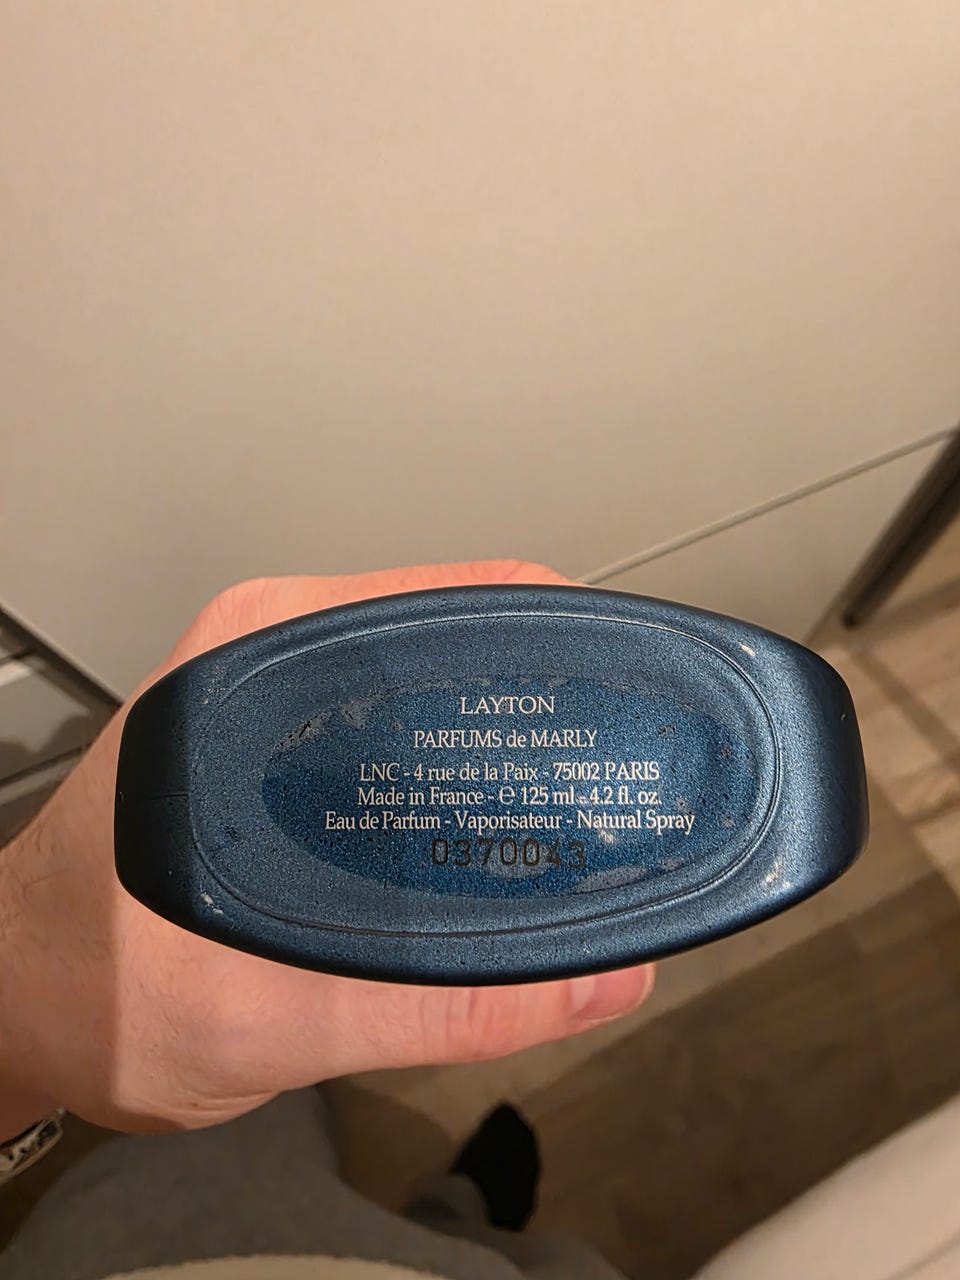 LAYTON
PARFUMS de MARLY
LNC - 4 rue de la Paix - 75002 PARIS
Made in France - ℮ 125 ml - 4.2 fl. oz.
Eau de Parfum - Vaporisateur - Natural Spray
0370043